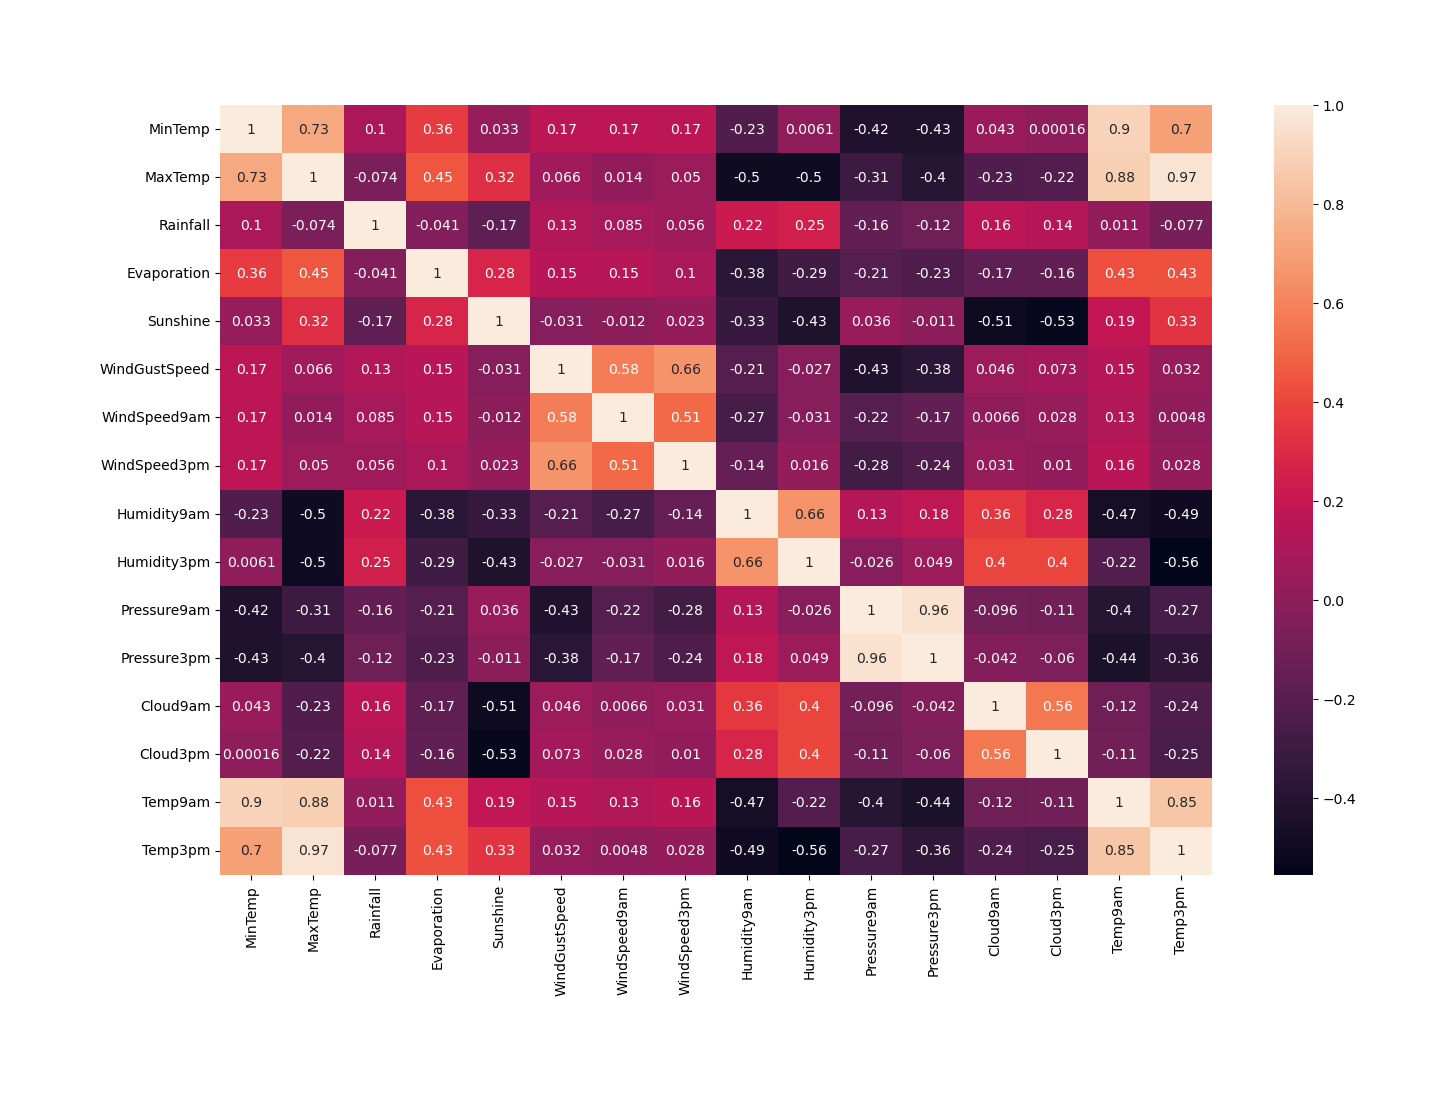 MinTemp 1 0.73 0.1 0.36 0.033 0.17 0.17 0.17 -0.23 0.0061 -0.42 -0.43 0.043 0.00016 0.9 0.7
MaxTemp 0.73 1 -0.074 0.45 0.32 0.066 0.014 0.05 -0.5 -0.5 -0.31 -0.4 -0.23 -0.22 0.88 0.97
Rainfall 0.1 -0.074 1 -0.041 -0.17 0.13 0.085 0.056 0.22 0.25 -0.16 -0.12 0.16 0.14 0.011 -0.077
Evaporation 0.36 0.45 -0.041 1 0.28 0.15 0.15 0.1 -0.38 -0.29 -0.21 -0.23 -0.17 -0.16 0.43 0.43
Sunshine 0.033 0.32 -0.17 0.28 1 -0.031 -0.012 0.023 -0.33 -0.43 0.036 -0.011 -0.51 -0.53 0.19 0.33
WindGustSpeed 0.17 0.066 0.13 0.15 -0.031 1 0.58 0.66 -0.21 -0.027 -0.43 -0.38 0.046 0.073 0.15 0.032
WindSpeed9am 0.17 0.014 0.085 0.15 -0.012 0.58 1 0.51 -0.27 -0.031 -0.22 -0.17 0.0066 0.028 0.13 0.0048
WindSpeed3pm 0.17 0.05 0.056 0.1 0.023 0.66 0.51 1 -0.14 0.016 -0.28 -0.24 0.031 0.01 0.16 0.028
Humidity9am -0.23 -0.5 0.22 -0.38 -0.33 -0.21 -0.27 -0.14 1 0.66 0.13 0.18 0.36 0.28 -0.47 -0.49
Humidity3pm 0.0061 -0.5 0.25 -0.29 -0.43 -0.027 -0.031 0.016 0.66 1 -0.026 0.049 0.4 0.4 -0.22 -0.56
Pressure9am -0.42 -0.31 -0.16 -0.21 0.036 -0.43 -0.22 -0.28 0.13 -0.026 1 0.96 -0.096 -0.11 -0.4 -0.27
Pressure3pm -0.43 -0.4 -0.12 -0.23 -0.011 -0.38 -0.17 -0.24 0.18 0.049 0.96 1 -0.042 -0.06 -0.44 -0.36
Cloud9am 0.043 -0.23 0.16 -0.17 -0.51 0.046 0.0066 0.031 0.36 0.4 -0.096 -0.042 1 0.56 -0.12 -0.24
Cloud3pm 0.00016 -0.22 0.14 -0.16 -0.53 0.073 0.028 0.01 0.28 0.4 -0.11 -0.06 0.56 1 -0.11 -0.25
Temp9am 0.9 0.88 0.011 0.43 0.19 0.15 0.13 0.16 -0.47 -0.22 -0.4 -0.44 -0.12 -0.11 1 0.85
Temp3pm 0.7 0.97 -0.077 0.43 0.33 0.032 0.0048 0.028 -0.49 -0.56 -0.27 -0.36 -0.24 -0.25 0.85 1
MinTemp
MaxTemp
Rainfall
Evaporation
Sunshine
WindGustSpeed
WindSpeed9am
WindSpeed3pm
Humidity9am
Humidity3pm
Pressure9am
Pressure3pm
Cloud9am
Cloud3pm
Temp9am
Temp3pm
1.0
0.8
0.6
0.4
0.2
0.0
−0.2
−0.4